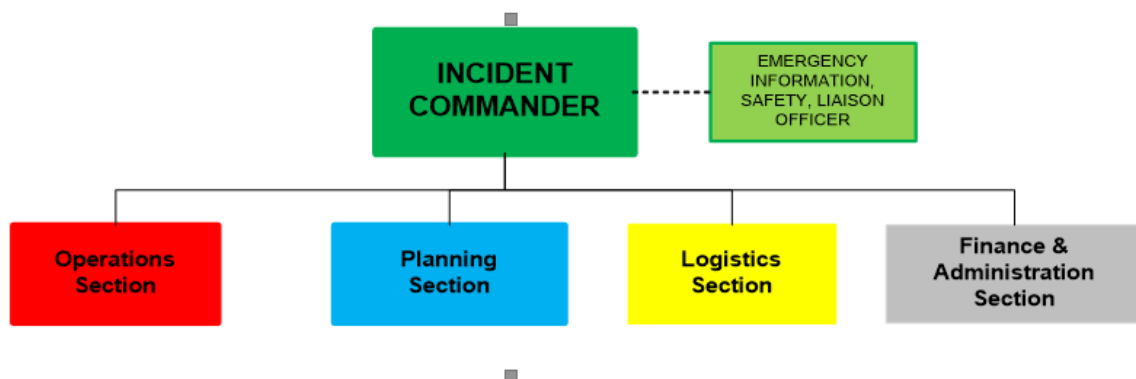 INCIDENT
COMMANDER
EMERGENCY
INFORMATION,
SAFETY, LIAISON
OFFICER
Operations
Section
Planning
Section
Logistics
Section
Finance &
Administration
Section